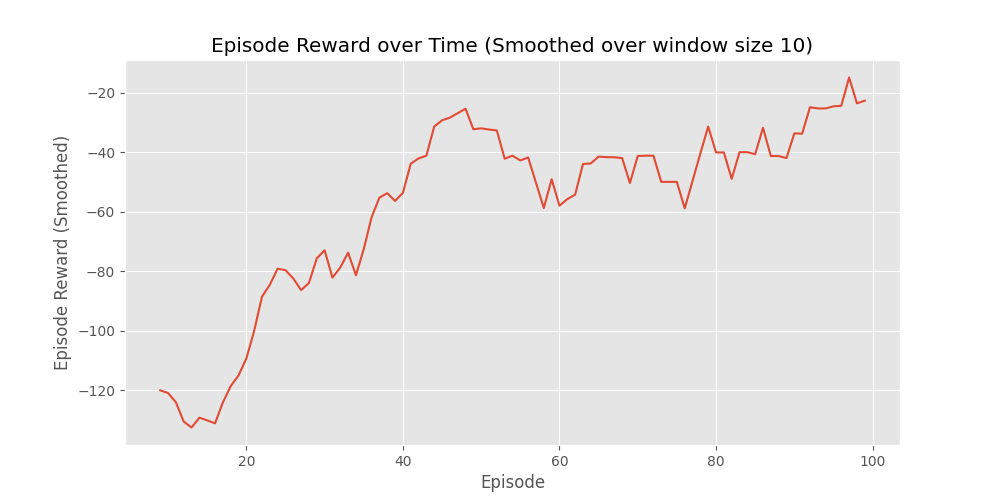 Episode Reward over Time (Smoothed over window size 10)
−20
−40
−60
−80
−100
−120
Episode Reward (Smoothed)
20 40 60 80 100
Episode